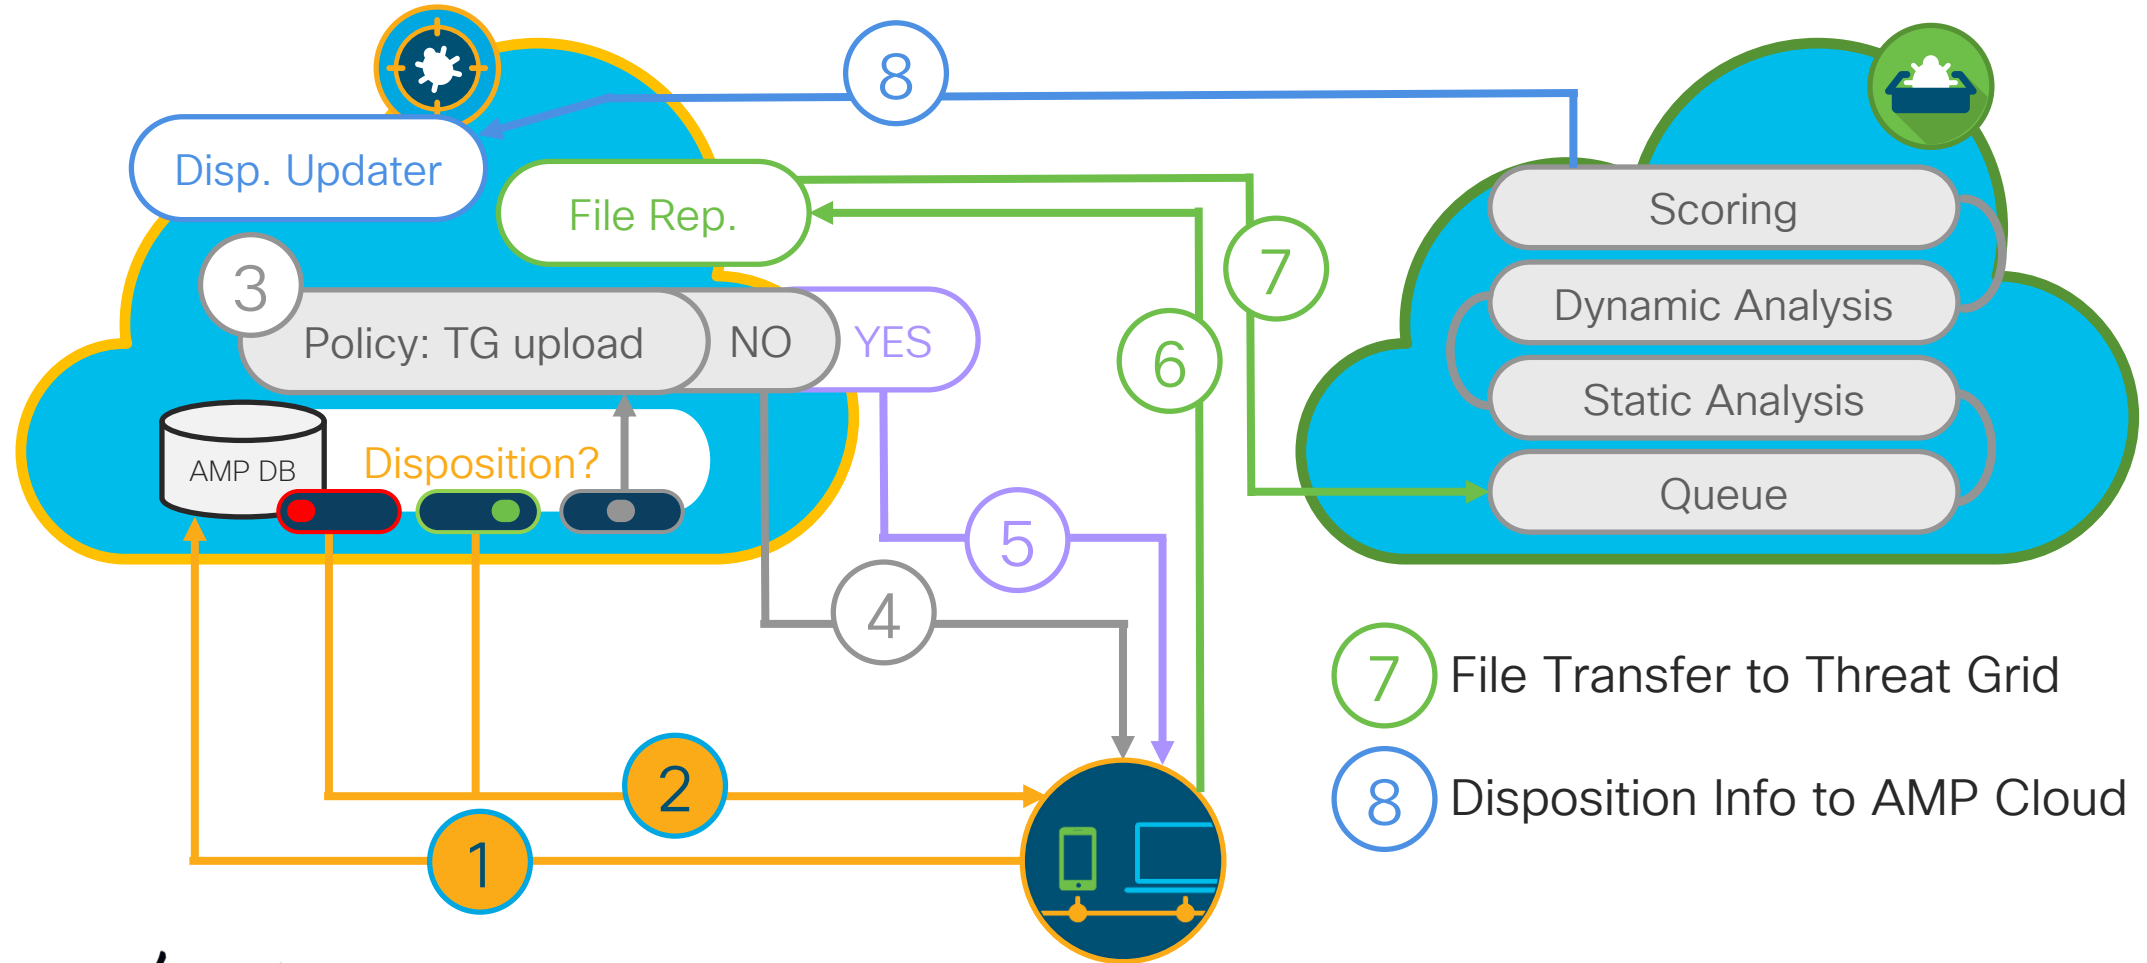 8
Disp. Updater
File Rep.
Scoring
7
3
Dynamic Analysis
Policy: TG upload
NO
YES
6
Static Analysis
AMP DB
Disposition?
Queue
5
4
7 File Transfer to Threat Grid
2
8 Disposition Info to AMP Cloud
1